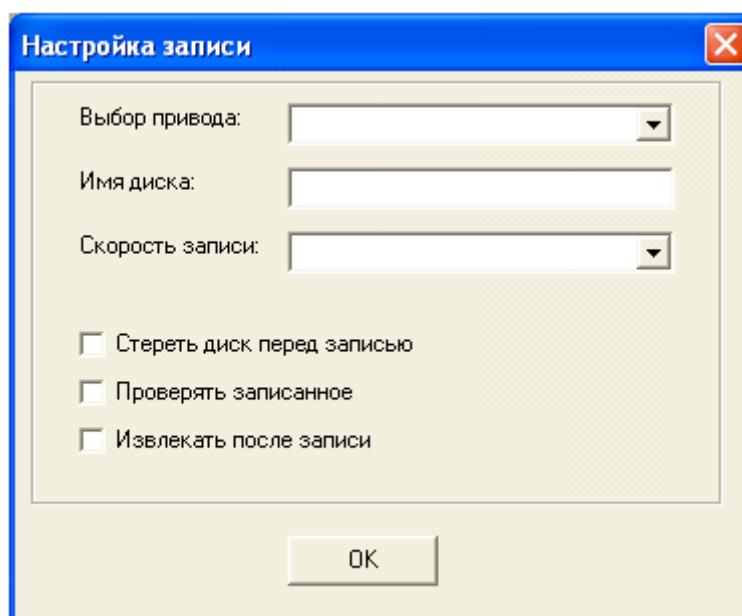 Настройка записи
Выбор привода:
Имя диска:
Скорость записи:
Стереть диск перед записью
Проверять записанное
Извлекать после записи
OK